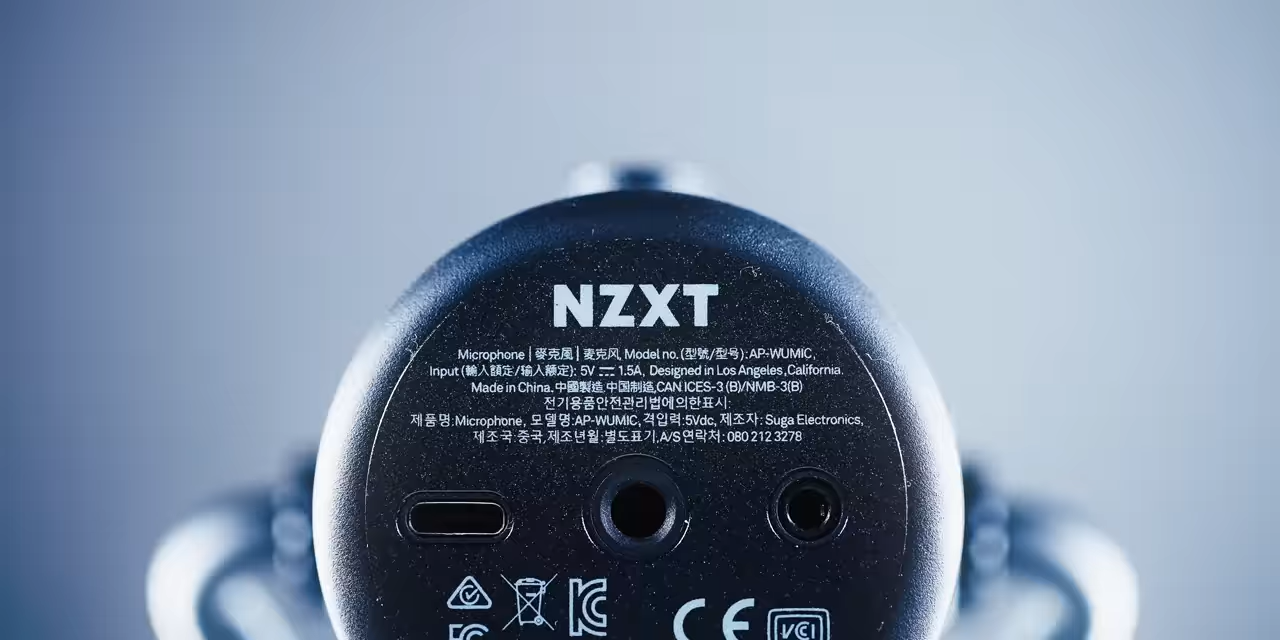 NZXT
Microphone | 麥克風 | 麦克风, Model no.(型號/型号):AP-WUMIC,
Input (輸入額定/输入额定): 5V ⎓ 1.5A, Designed in Los Angeles,California.
Made in China.中國製造,中国制造,CAN ICES-3 (B)/NMB-3(B)
전기용품안전관리법에의한표시:
제품명:Microphone, 모델명:AP-WUMIC,격입력:5Vdc, 제조자: Suga Electronics,
제조국:중국,제조년월:별도표기,A/S연락처: 080 212 3278
CE
VCI